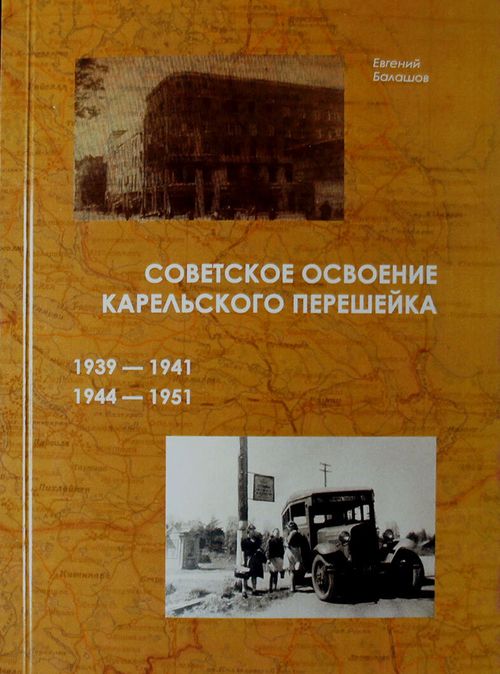 Евгений
Балашов
СОВЕТСКОЕ ОСВОЕНИЕ
КАРЕЛЬСКОГО ПЕРЕШЕЙКА
1939 — 1941
1944 — 1951